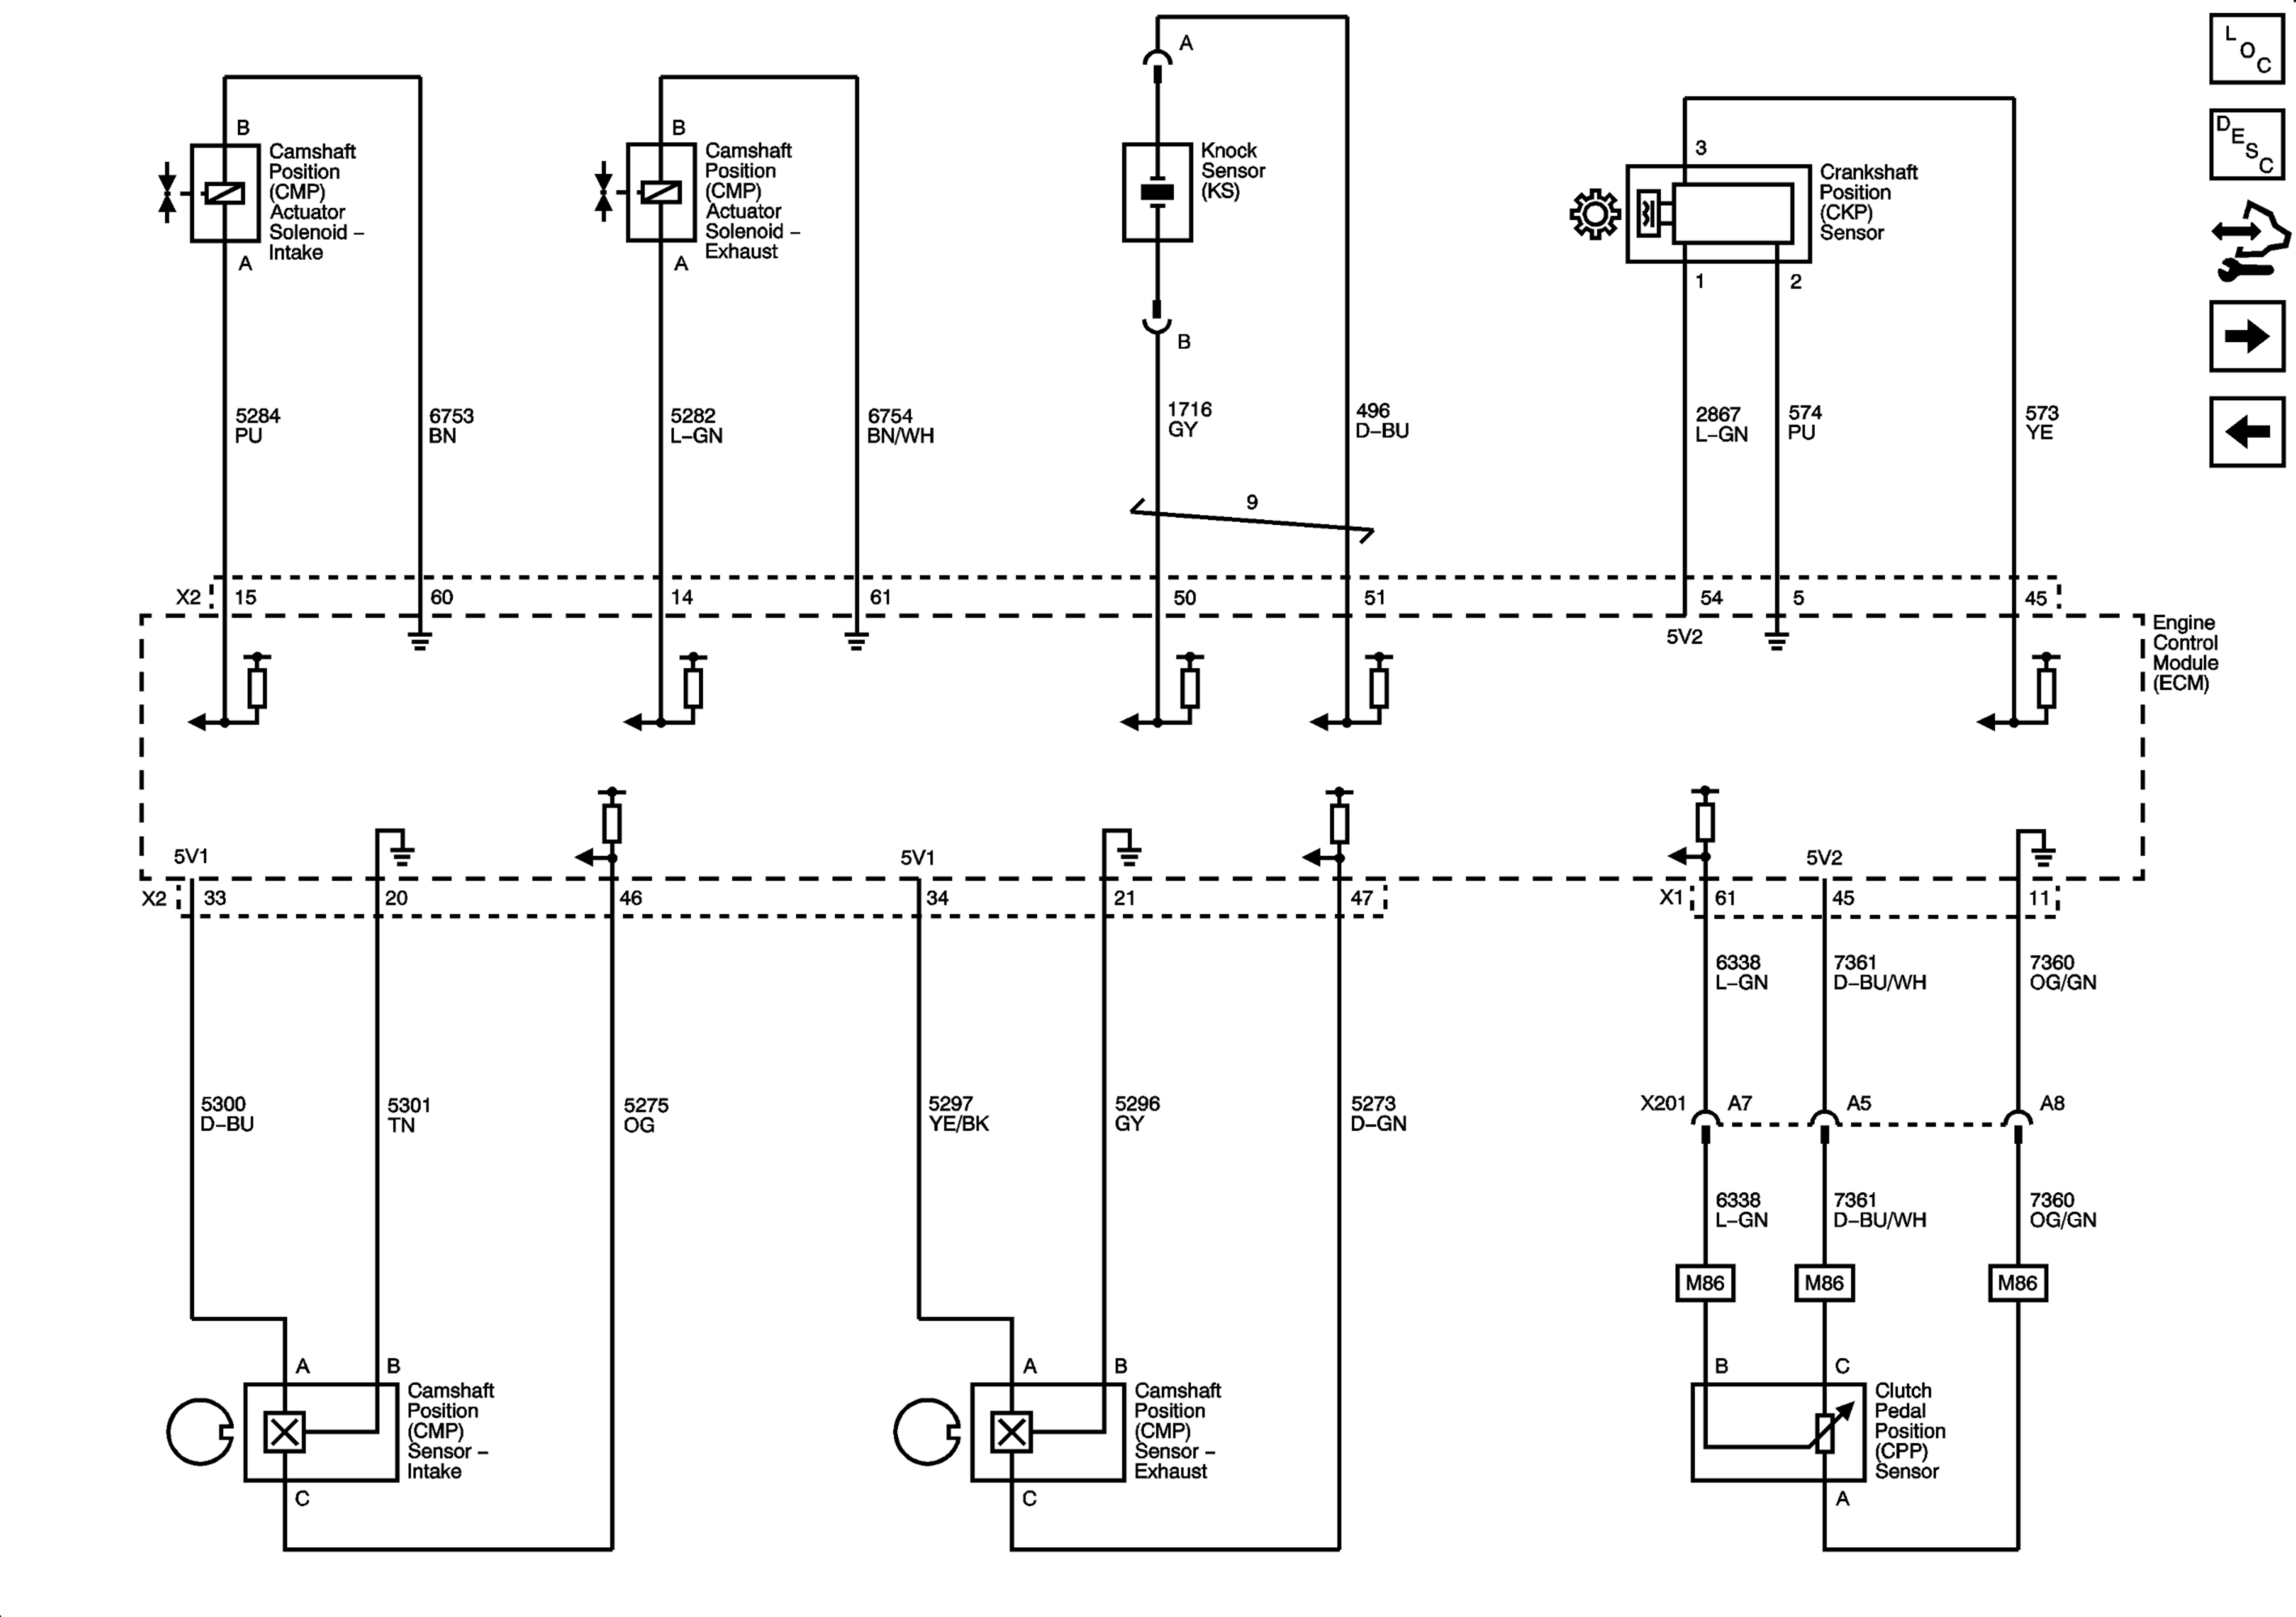 L
O
C
D
E
S
C
A
B
Camshaft
Position
(CMP)
Actuator
Solenoid –
Intake
A
B
Camshaft
Position
(CMP)
Actuator
Solenoid –
Exhaust
A
Knock
Sensor
(KS)
B
3
Crankshaft
Position
(CKP)
Sensor
1
2
5284
PU
6753
BN
5282
L–GN
6754
BN/WH
1716
GY
496
D–BU
2867
L–GN
574
PU
573
YE
9
X2
15
60
14
61
50
51
54
5
45
5V2
Engine
Control
Module
(ECM)
5V1
5V1
5V2
X2
33
20
46
34
21
47
X1
61
45
11
6338
L–GN
7361
D–BU/WH
7360
OG/GN
5300
D–BU
5301
TN
5275
OG
5297
YE/BK
5296
GY
5273
D–GN
X201
A7
A5
A8
6338
L–GN
7361
D–BU/WH
7360
OG/GN
M86
M86
M86
A
B
Camshaft
Position
(CMP)
Sensor –
Intake
C
A
B
Camshaft
Position
(CMP)
Sensor –
Exhaust
C
B
C
Clutch
Pedal
Position
(CPP)
Sensor
A